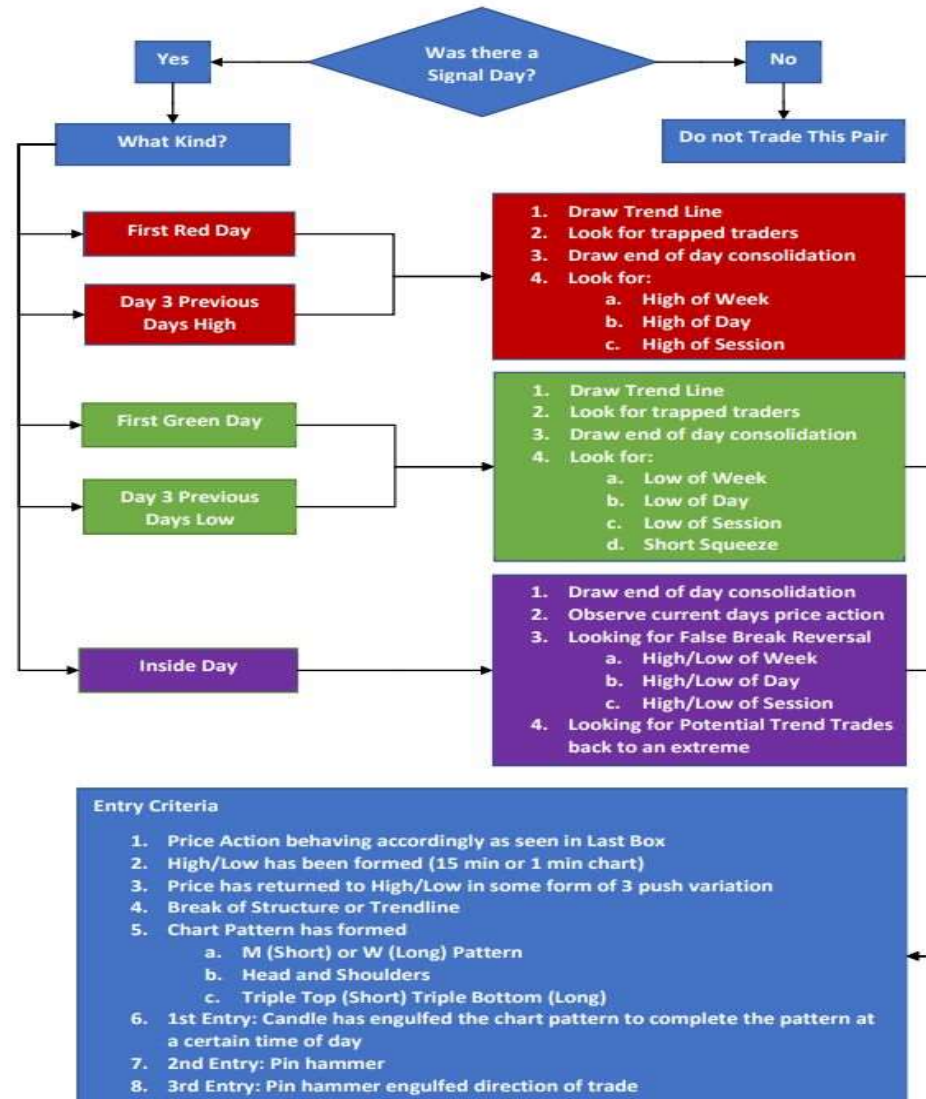 Was there a
Signal Day?
Yes
No
What Kind?
Do not Trade This Pair
First Red Day
Day 3 Previous
Days High
1. Draw Trend Line
2. Look for trapped traders
3. Draw end of day consolidation
4. Look for:
a. High of Week
b. High of Day
c. High of Session
First Green Day
Day 3 Previous
Days Low
1. Draw Trend Line
2. Look for trapped traders
3. Draw end of day consolidation
4. Look for:
a. Low of Week
b. Low of Day
c. Low of Session
d. Short Squeeze
Inside Day
1. Draw end of day consolidation
2. Observe current days price action
3. Looking for False Break Reversal
a. High/Low of Week
b. High/Low of Day
c. High/Low of Session
4. Looking for Potential Trend Trades
back to an extreme
Entry Criteria
1. Price Action behaving accordingly as seen in Last Box
2. High/Low has been formed (15 min or 1 min chart)
3. Price has returned to High/Low in some form of 3 push variation
4. Break of Structure or Trendline
5. Chart Pattern has formed
a. M (Short) or W (Long) Pattern
b. Head and Shoulders
c. Triple Top (Short) Triple Bottom (Long)
6. 1st Entry: Candle has engulfed the chart pattern to complete the pattern at
a certain time of day
7. 2nd Entry: Pin hammer
8. 3rd Entry: Pin hammer engulfed direction of trade